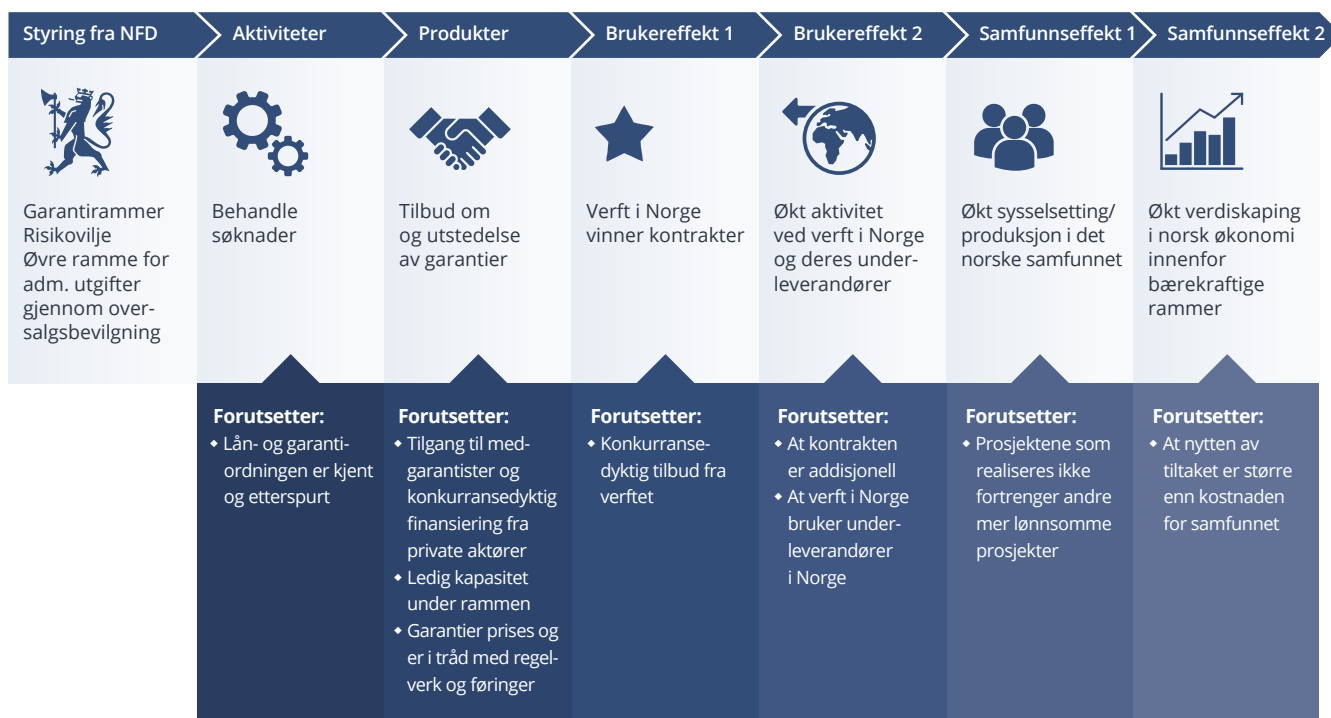 Styring fra NFD
Aktiviteter
Produkter
Brukereffekt 1
Brukereffekt 2
Samfunnseffekt 1
Samfunnseffekt 2
Garantirammer
Risikovilje
Øvre ramme for
adm. utgifter
gjennom over-
salgsbevilgning
Behandle
søknader
Tilbud om
og utstedelse
av garantier
Verft i Norge
vinner kontrakter
Økt aktivitet
ved verft i Norge
og deres under-
leverandører
Økt sysselsetting/
produksjon i det
norske samfunnet
Økt verdiskaping
i norsk økonomi
innenfor
bærekraftige
rammer
Forutsetter:
◆ Lån- og garanti-
ordningen er kjent
og etterspurt
Forutsetter:
◆ Tilgang til med-
garantister og
konkurransedyktig
finansiering fra
private aktører
◆ Ledig kapasitet
under rammen
◆ Garantier prises og
er i tråd med regel-
verk og føringer
Forutsetter:
◆ Konkurranse-
dyktig tilbud fra
verftet
Forutsetter:
◆ At kontrakten
er addisjonell
◆ At verft i Norge
bruker under-
leverandører
i Norge
Forutsetter:
◆ Prosjektene som
realiseres ikke
fortrenger andre
mer lønnsomme
prosjekter
Forutsetter:
◆ At nytten av
tiltaket er større
enn kostnaden
for samfunnet